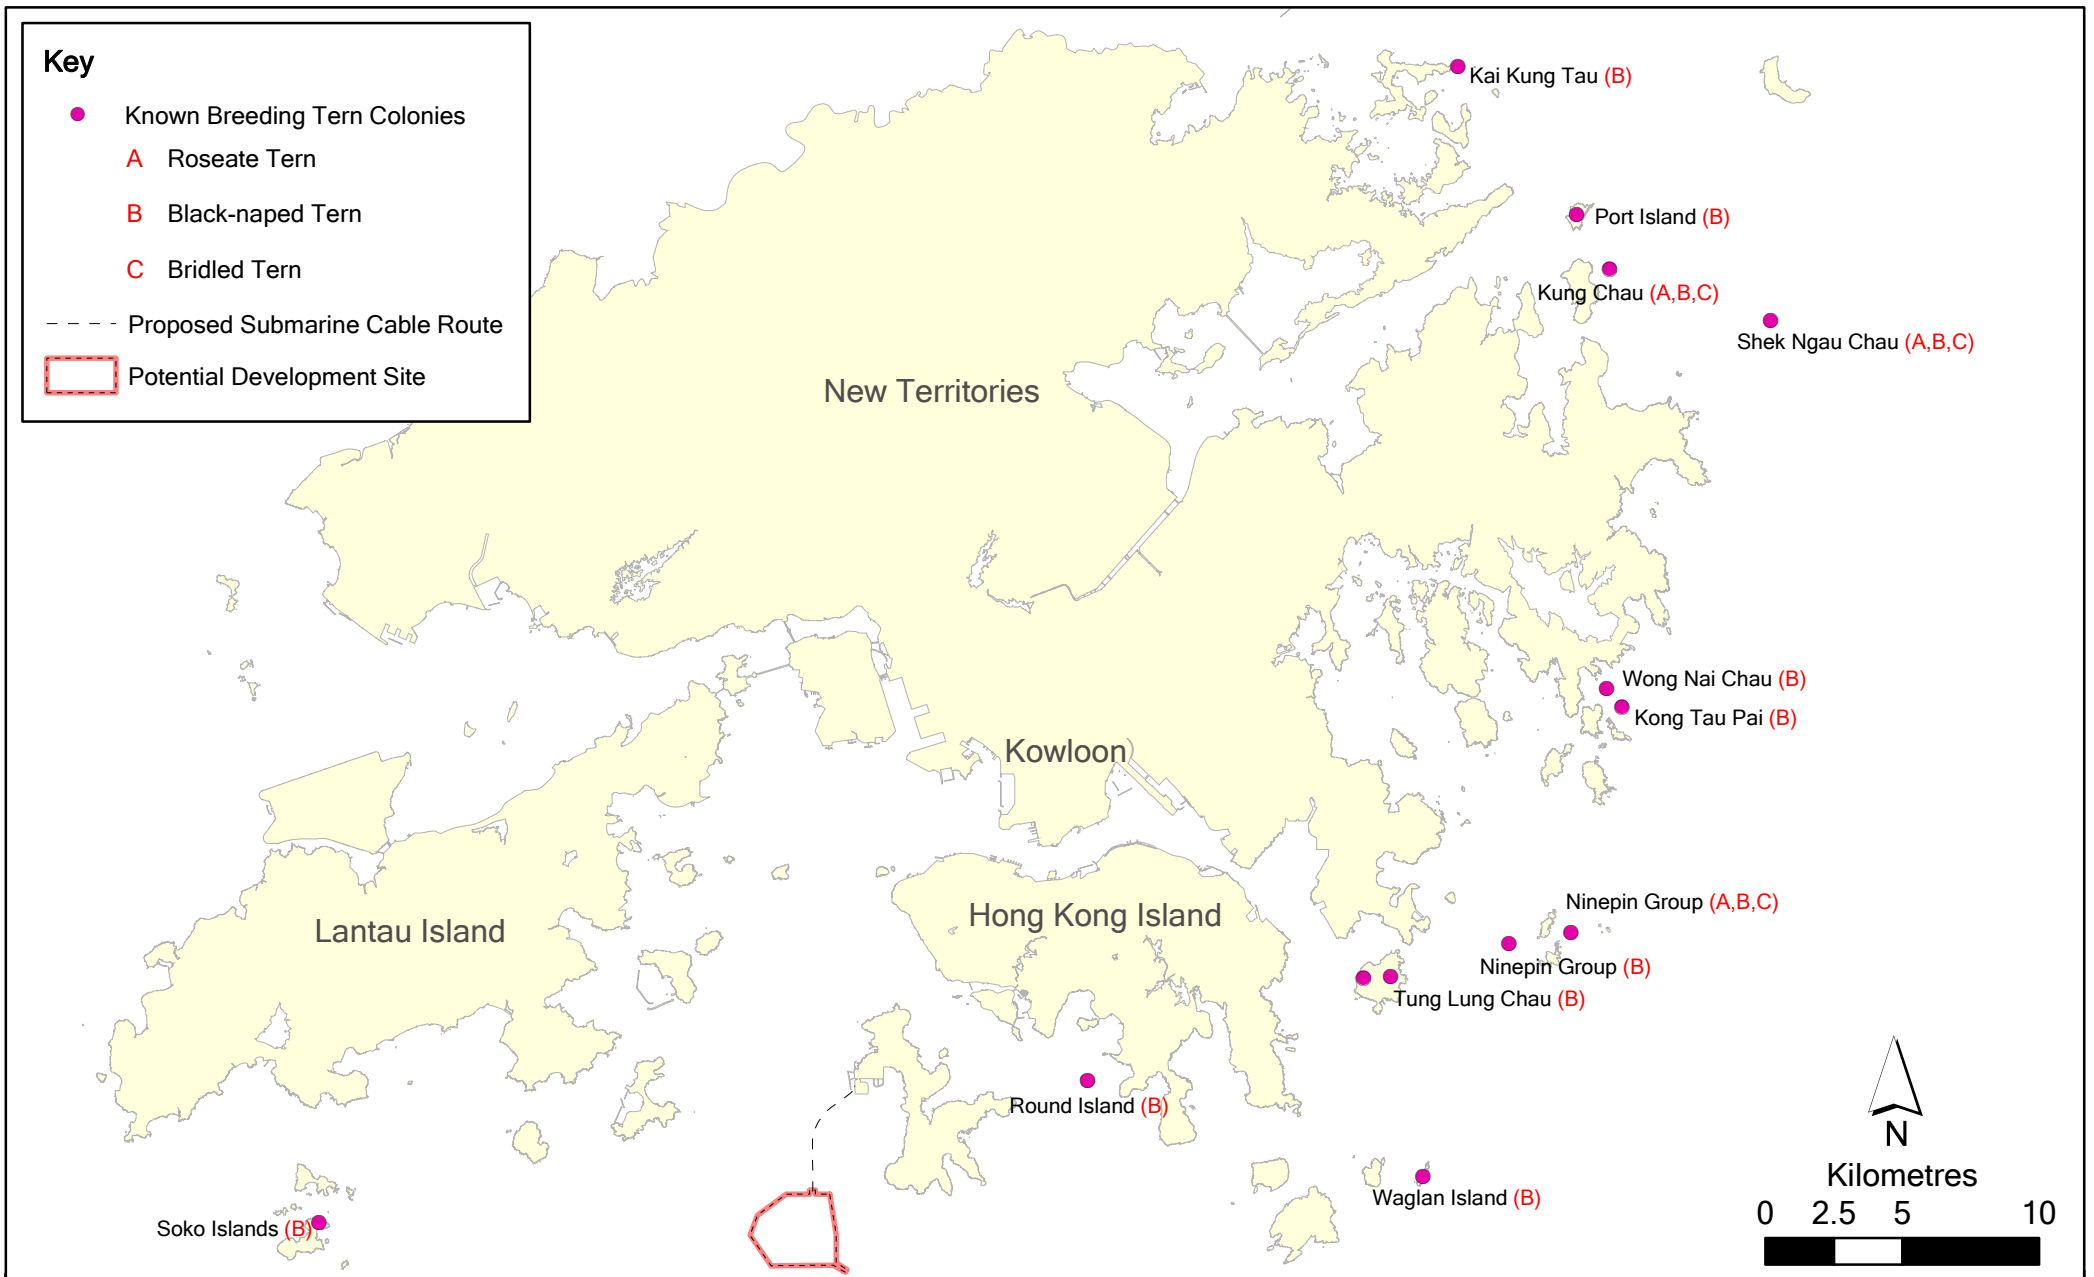 Key
Known Breeding Tern Colonies
A Roseate Tern
B Black-naped Tern
C Bridled Tern
Proposed Submarine Cable Route
Potential Development Site
Kai Kung Tau (B)
Port Island (B)
Kung Chau (A,B,C)
Shek Ngau Chau (A,B,C)
New Territories
Wong Nai Chau (B)
Kong Tau Pai (B)
Kowloon
Ninepin Group (A,B,C)
Hong Kong Island
Lantau Island
Ninepin Group (B)
Tung Lung Chau (B)
Round Island (B)
N
Kilometres
Waglan Island (B)
0 2.5 5 10
Soko Islands (B)